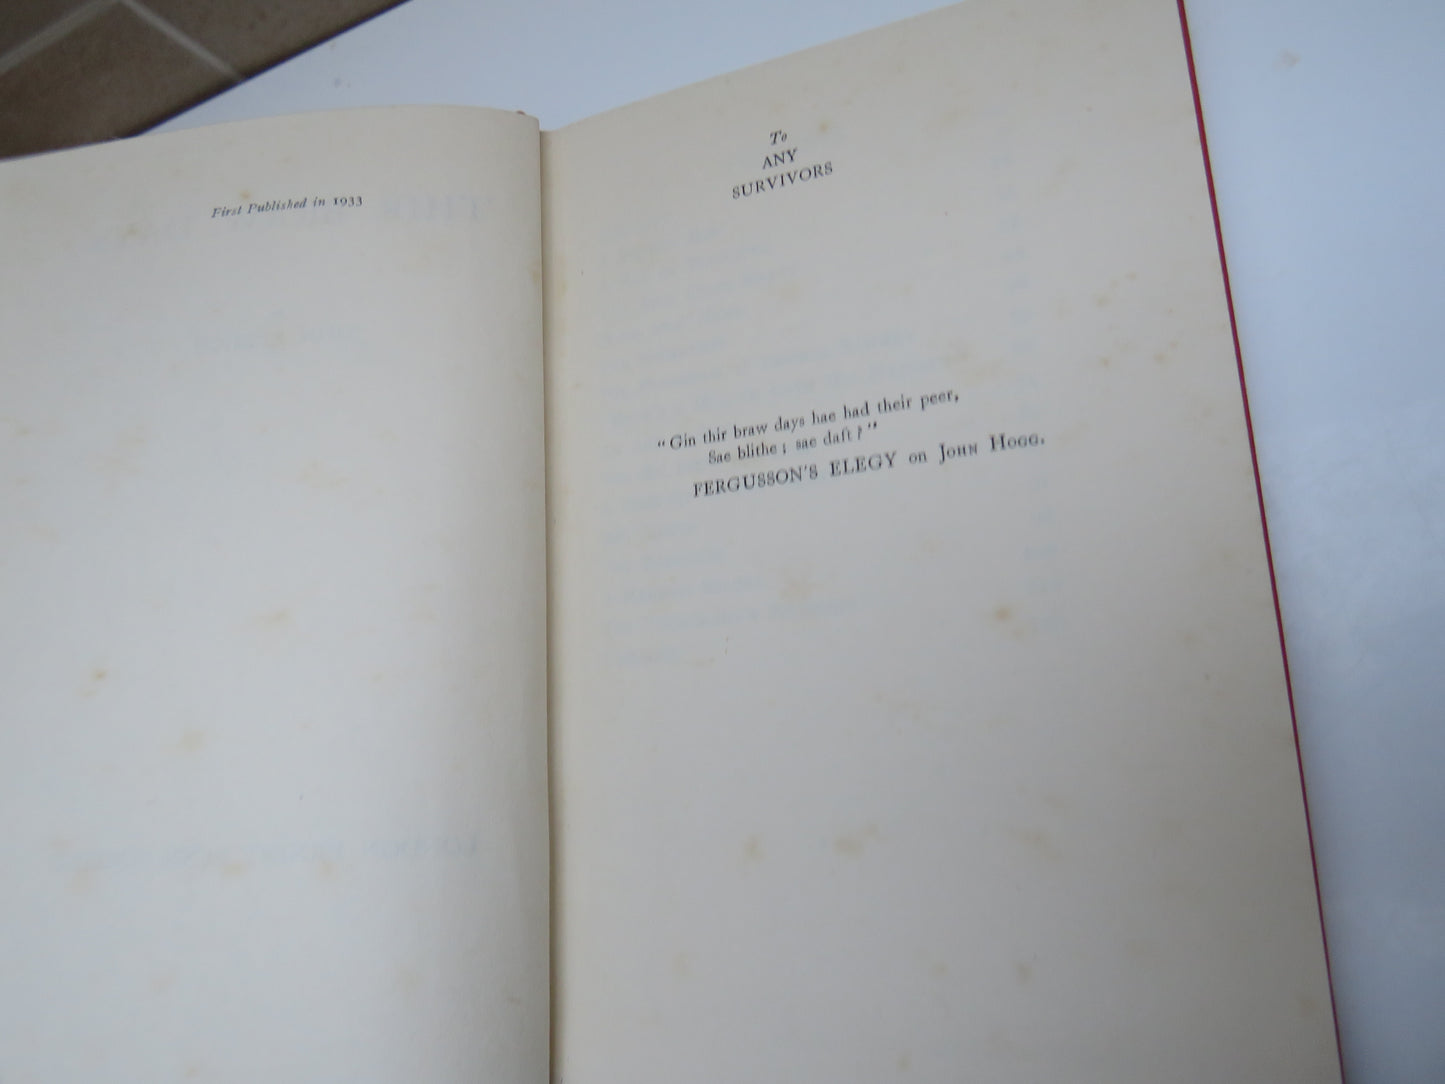 First Published in 1933
To
ANY
SURVIVORS
“Gin thir braw days hae had their peer,
Sae blithe; sae daft?”
FERGUSSON'S ELEGY on JOHN HOGG.